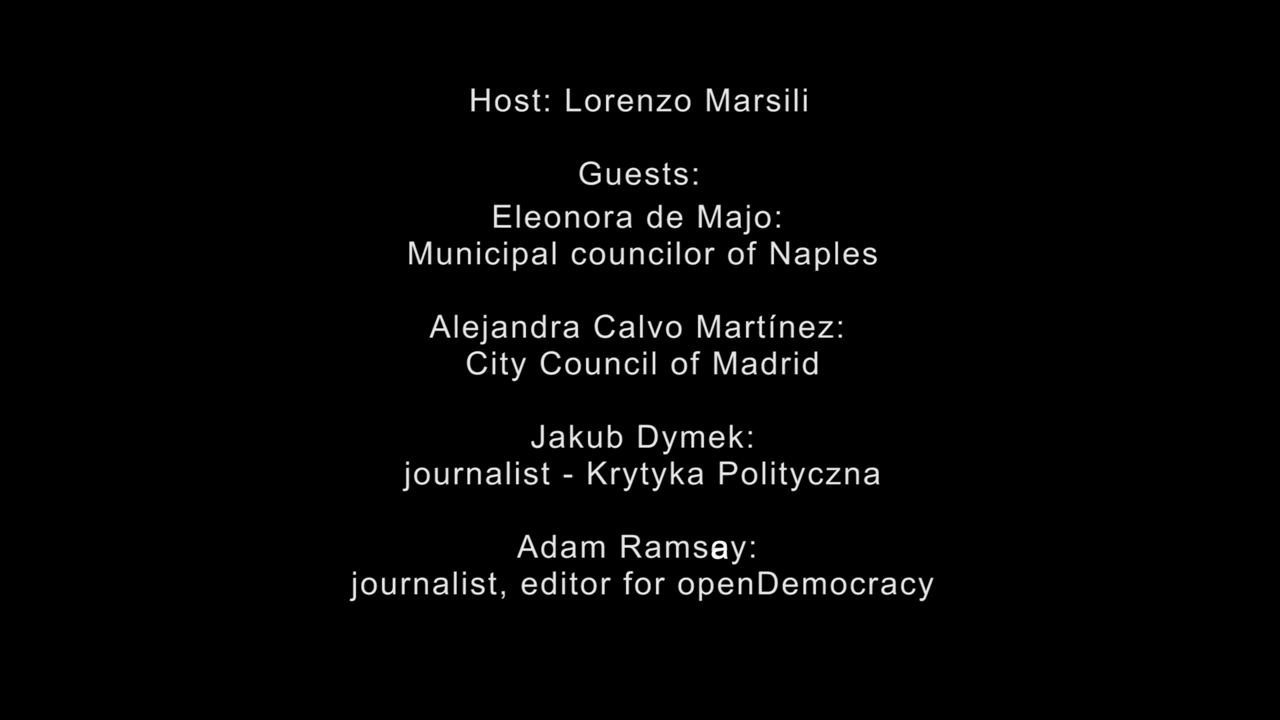 Host: Lorenzo Marsili
Guests:
Eleonora de Majo:
Municipal councilor of Naples
Alejandra Calvo Martínez:
City Council of Madrid
Jakub Dymek:
journalist - Krytyka Polityczna
Adam Ramsay:
journalist, editor for openDemocracy